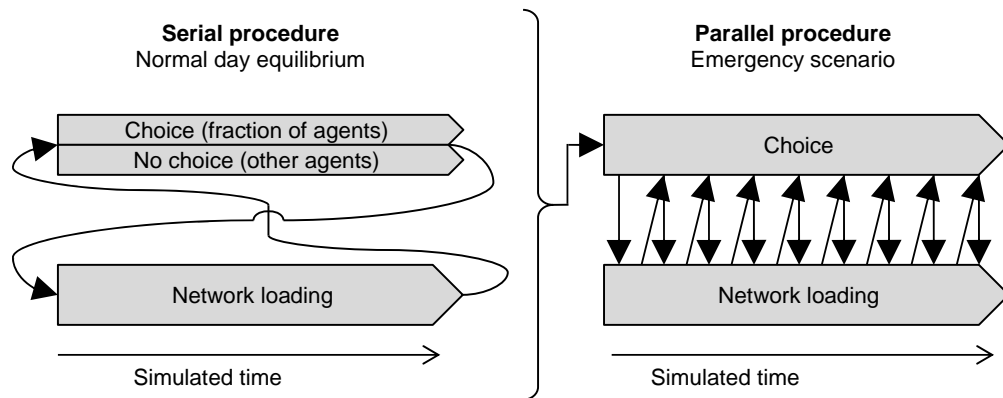 Serial procedure
Normal day equilibrium
Choice (fraction of agents)
No choice (other agents)
Network loading
Simulated time
Parallel procedure
Emergency scenario
Choice
Network loading
Simulated time